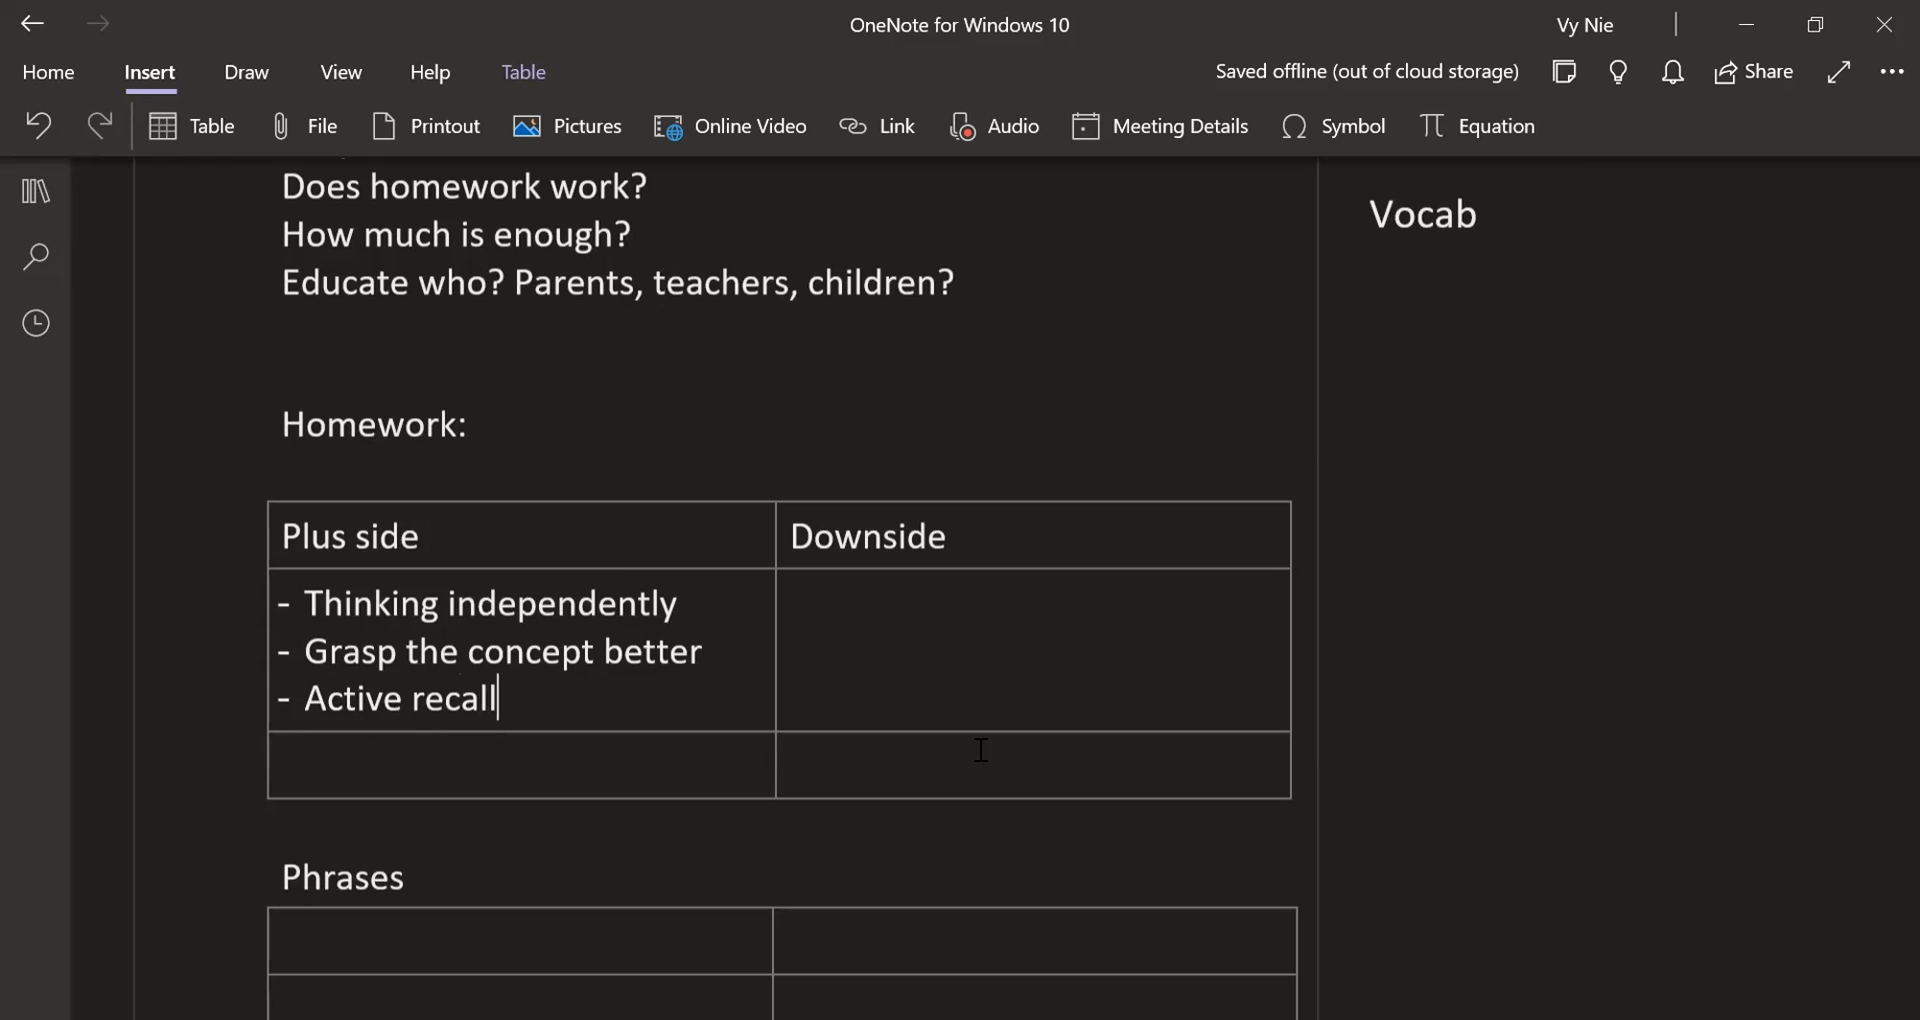 OneNote for Windows 10
Vy Nie
Home Insert Draw View Help Table
Saved offline (out of cloud storage)
Share
Table File Printout Pictures Online Video Link Audio Meeting Details Symbol Equation
Does homework work?
How much is enough?
Educate who? Parents, teachers, children?
Vocab
Homework:
Plus side
Downside
- Thinking independently
- Grasp the concept better
- Active recall
Phrases